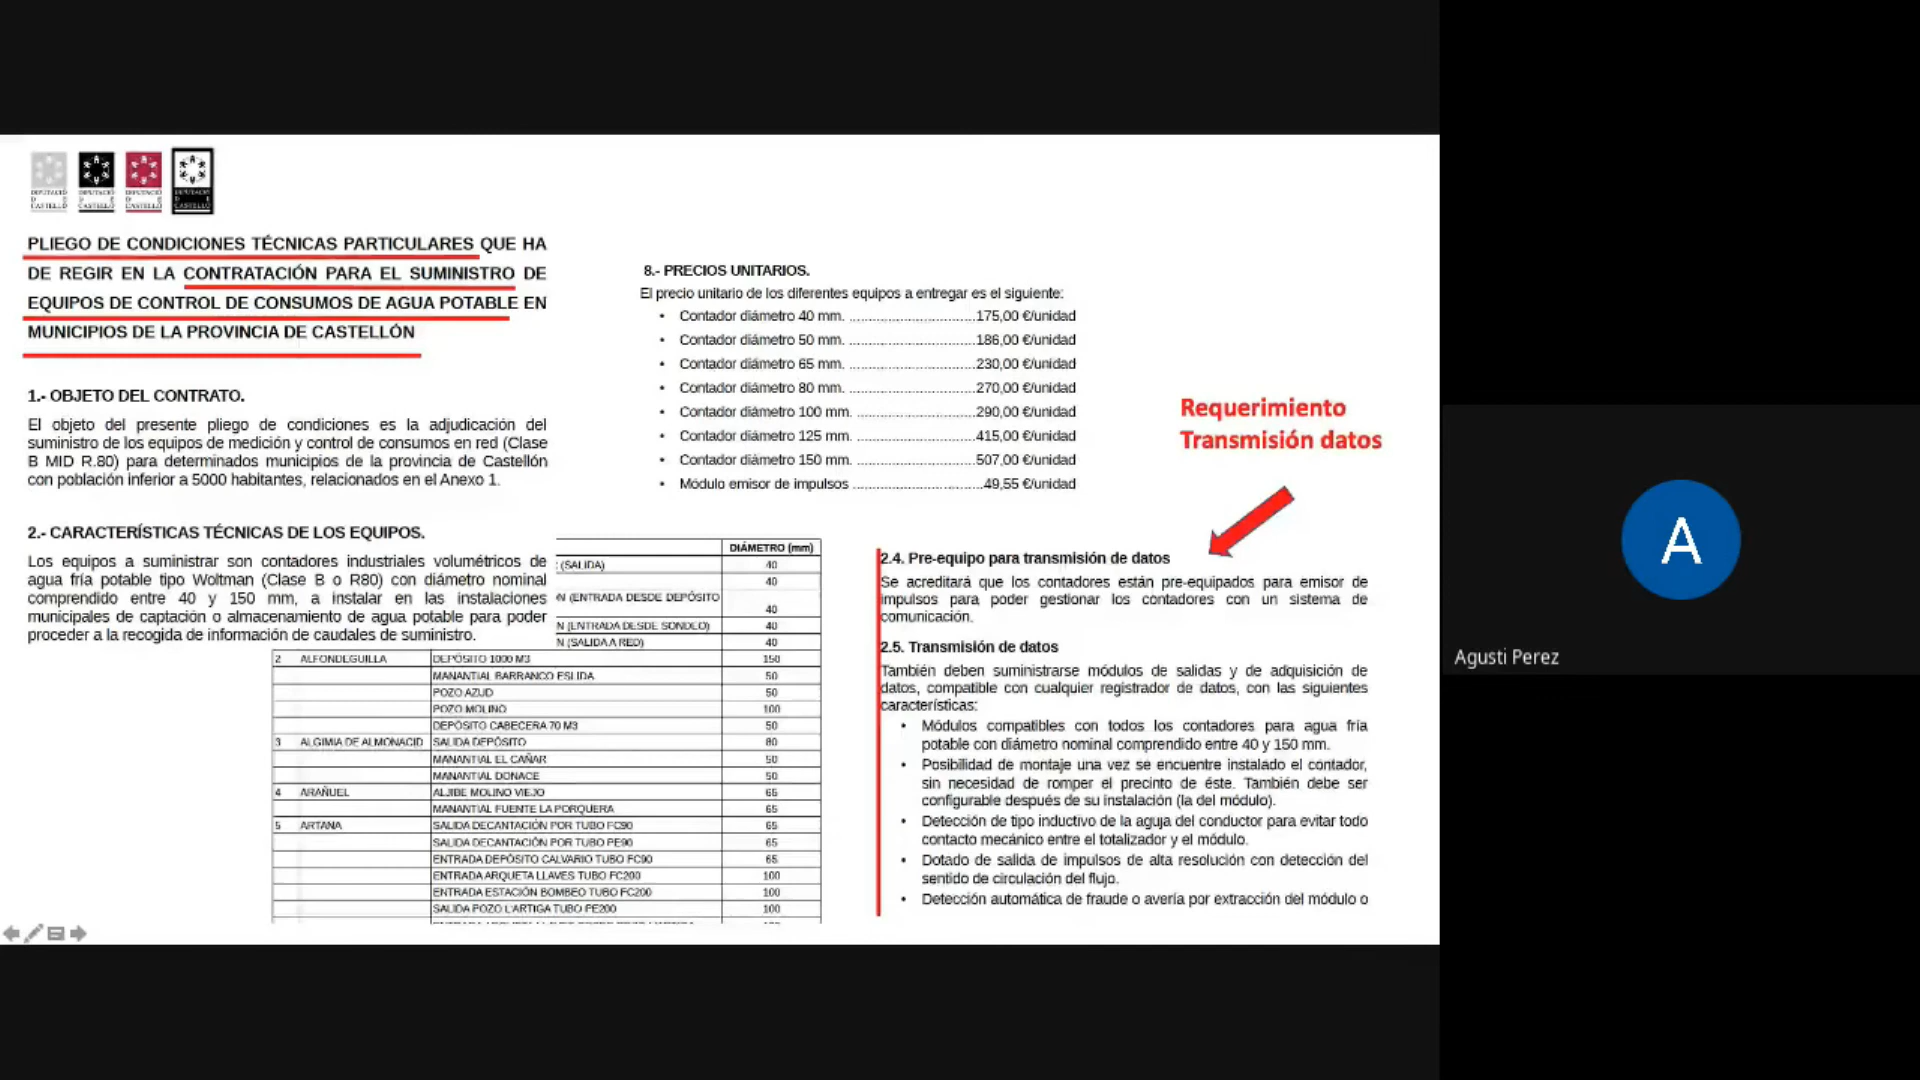 PLIEGO DE CONDICIONES TÉCNICAS PARTICULARES QUE HA
DE REGIR EN LA CONTRATACIÓN PARA EL SUMINISTRO DE
EQUIPOS DE CONTROL DE CONSUMOS DE AGUA POTABLE EN
MUNICIPIOS DE LA PROVINCIA DE CASTELLÓN
1.- OBJETO DEL CONTRATO.
El objeto del presente pliego de condiciones es la adjudicación del
suministro de los equipos de medición y control de consumos en red (Clase
B MID R.80) para determinados municipios de la provincia de Castellón
con población inferior a 5000 habitantes, relacionados en el Anexo 1.
2.- CARACTERÍSTICAS TÉCNICAS DE LOS EQUIPOS.
Los equipos a suministrar son contadores industriales volumétricos de
agua fría potable tipo Woltman (Clase B o R80) con diámetro nominal
comprendido entre 40 y 150 mm, a instalar en las instalaciones
municipales de captación o almacenamiento de agua potable para poder
proceder a la recogida de información de caudales de suministro.
8.- PRECIOS UNITARIOS.
El precio unitario de los diferentes equipos a entregar es el siguiente:
• Contador diámetro 40 mm. ................................175,00 €/unidad
• Contador diámetro 50 mm. ................................186,00 €/unidad
• Contador diámetro 65 mm. ................................230,00 €/unidad
• Contador diámetro 80 mm. ................................270,00 €/unidad
• Contador diámetro 100 mm. ..............................290,00 €/unidad
• Contador diámetro 125 mm. ..............................415,00 €/unidad
• Contador diámetro 150 mm. ..............................507,00 €/unidad
• Módulo emisor de impulsos .................................49,55 €/unidad
DIÁMETRO (mm)
(SALIDA) 40
40
N (ENTRADA DESDE DEPÓSITO
40
N (ENTRADA DESDE SONDEO) 40
N (SALIDA A RED) 40
2 ALFONDEGUILLA DEPÓSITO 1000 M3 150
MANANTIAL BARRANCO ESLIDA 50
POZO AZUD 50
POZO MOLINO 100
DEPÓSITO CABECERA 70 M3 50
3 ALGIMIA DE ALMONACID SALIDA DEPÓSITO 80
MANANTIAL EL CAÑAR 50
MANANTIAL DONACE 50
4 ARAÑUEL ALJIBE MOLINO VIEJO 65
MANANTIAL FUENTE LA PORQUERA 65
5 ARTANA SALIDA DECANTACIÓN POR TUBO FC90 65
SALIDA DECANTACIÓN POR TUBO PE90 65
ENTRADA DEPÓSITO CALVARIO TUBO FC90 65
ENTRADA ARQUETA LLAVES TUBO FC200 100
ENTRADA ESTACIÓN BOMBEO TUBO FC200 100
SALIDA POZO L'ARTIGA TUBO PE200 100
Requerimiento
Transmisión datos
2.4. Pre-equipo para transmisión de datos
Se acreditará que los contadores están pre-equipados para emisor de
impulsos para poder gestionar los contadores con un sistema de
comunicación.
2.5. Transmisión de datos
También deben suministrarse módulos de salidas y de adquisición de
datos, compatible con cualquier registrador de datos, con las siguientes
características:
• Módulos compatibles con todos los contadores para agua fría
potable con diámetro nominal comprendido entre 40 y 150 mm.
• Posibilidad de montaje una vez se encuentre instalado el contador,
sin necesidad de romper el precinto de éste. También debe ser
configurable después de su instalación (la del módulo).
• Detección de tipo inductivo de la aguja del conductor para evitar todo
contacto mecánico entre el totalizador y el módulo.
• Dotado de salida de impulsos de alta resolución con detección del
sentido de circulación del flujo.
• Detección automática de fraude o avería por extracción del módulo o
A
Agusti Perez